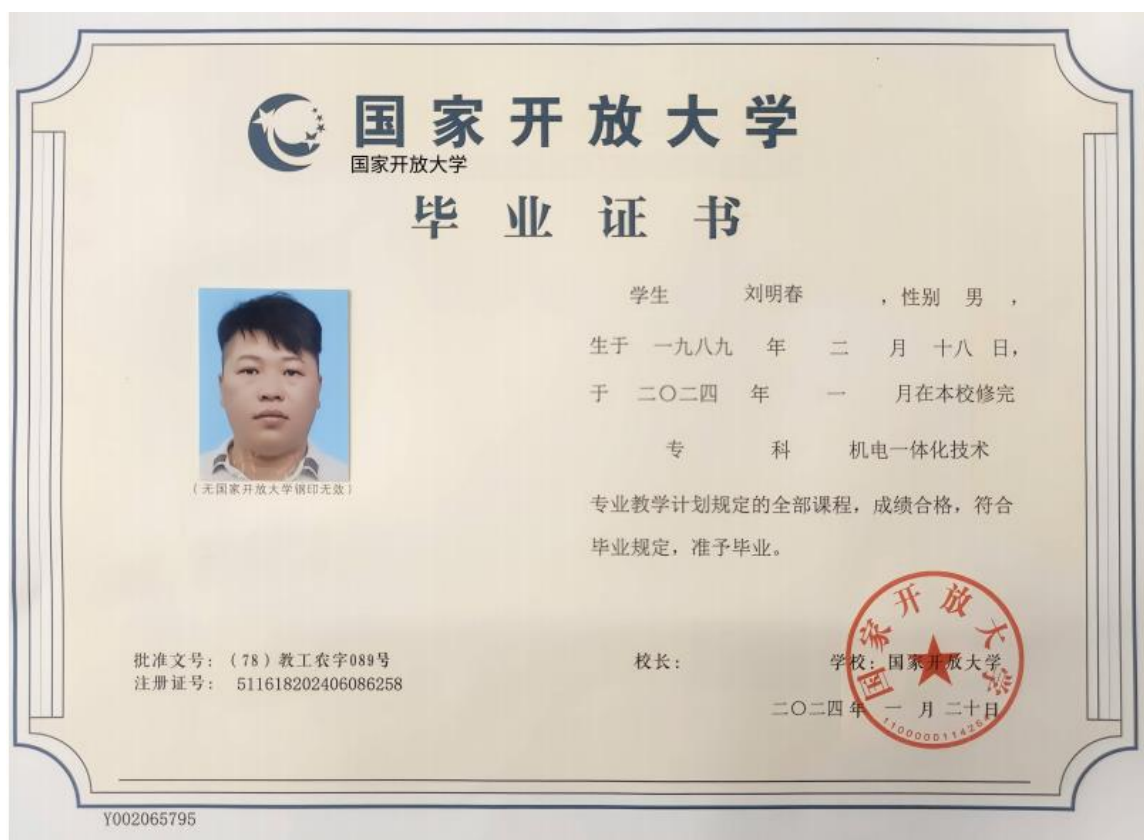 国家开放大学
国家开放大学
毕业证书
学生 刘明春 ，性别 男 ，
生于 一九八九 年 二 月 十八 日，
于 二〇二四 年 一 月在本校修完
专 科 机电一体化技术
专业教学计划规定的全部课程，成绩合格，符合
毕业规定，准予毕业。
(无国家开放大学钢印无效)
批准文号：(78)教工农字089号
注册证号： 511618202406086258
校长：
学校：国家开放大学
二〇二四年 一 月 二十日
国家开放大学
Y002065795